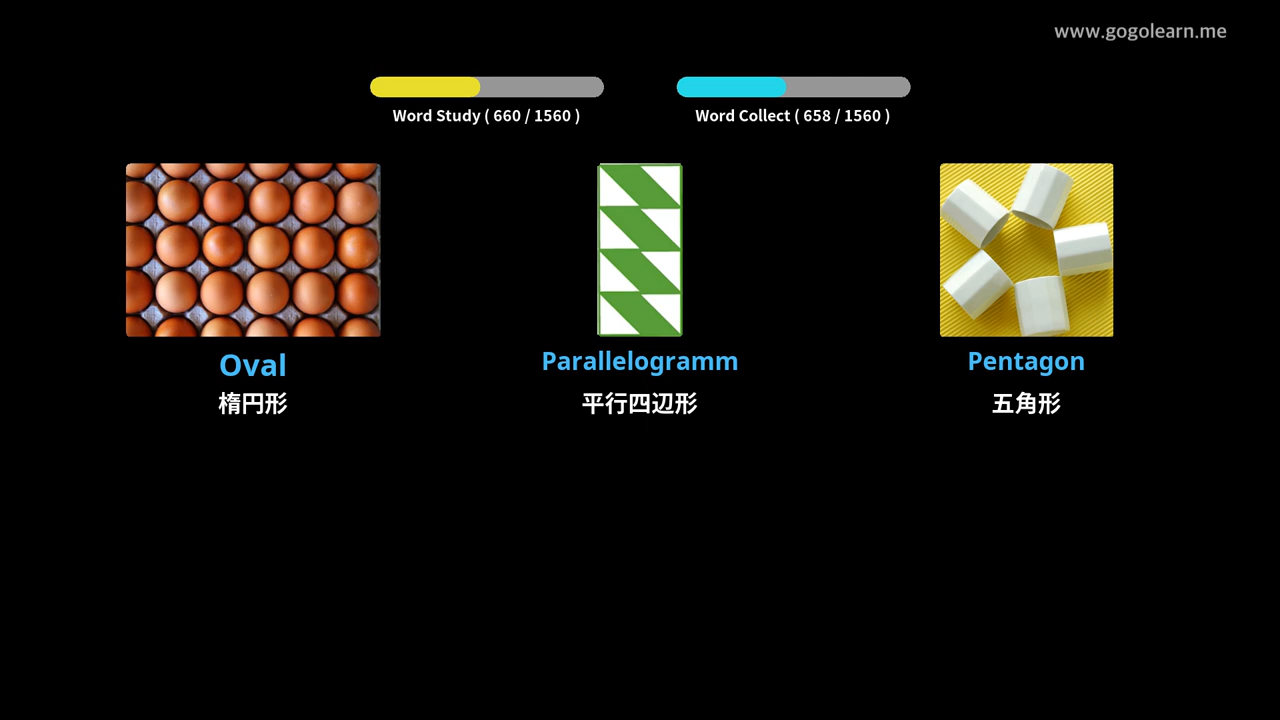 www.gogolearn.me
Word Study ( 660 / 1560 )
Word Collect ( 658 / 1560 )
Oval
Parallelogramm
Pentagon
楕円形
平行四辺形
五角形